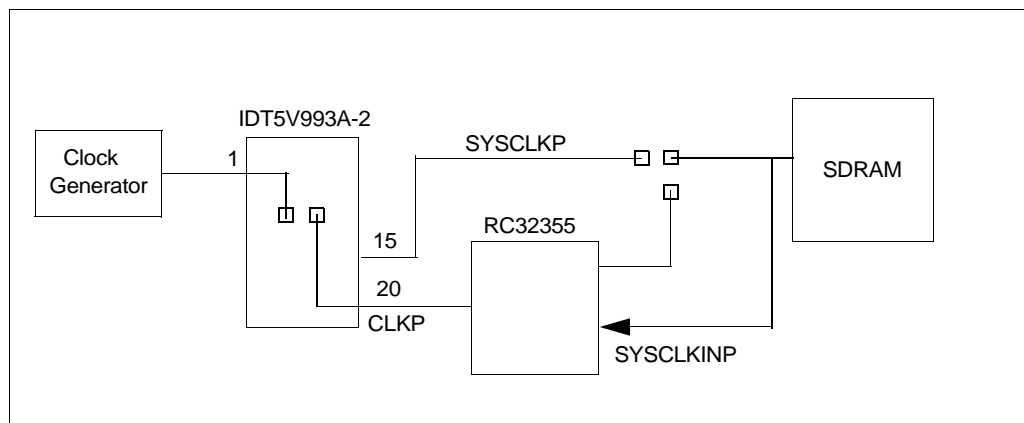 IDT5V993A-2
Clock
Generator
1
SYSCLKP
SDRAM
15
RC32355
20
CLKP
SYSCLKINP